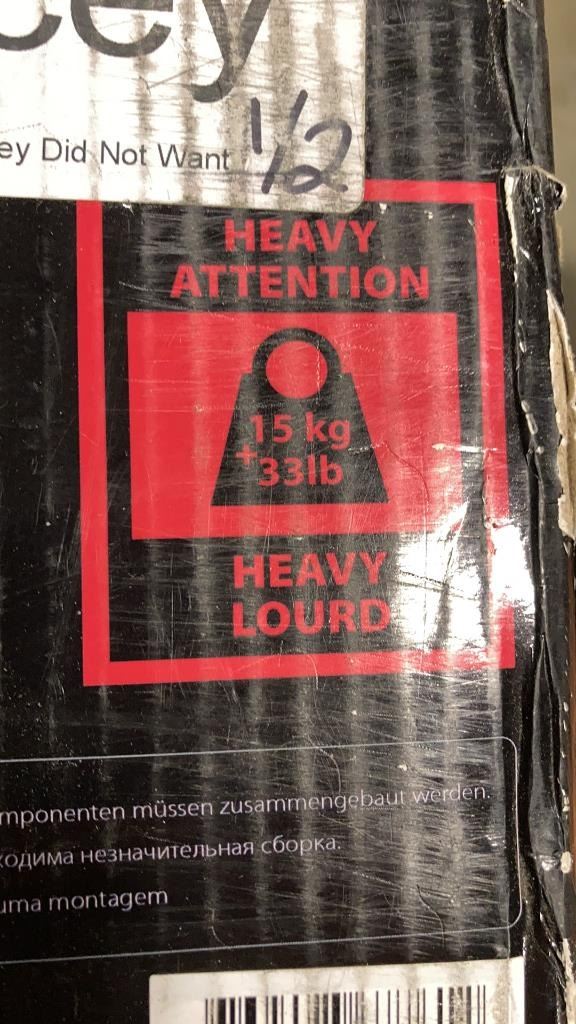 cey
ey Did Not Want 1/2
HEAVY
ATTENTION
15 kg
+
33lb
HEAVY
LOURD
mponenten müssen zusammengebaut werden.
ходима незначительная сборка.
uma montagem